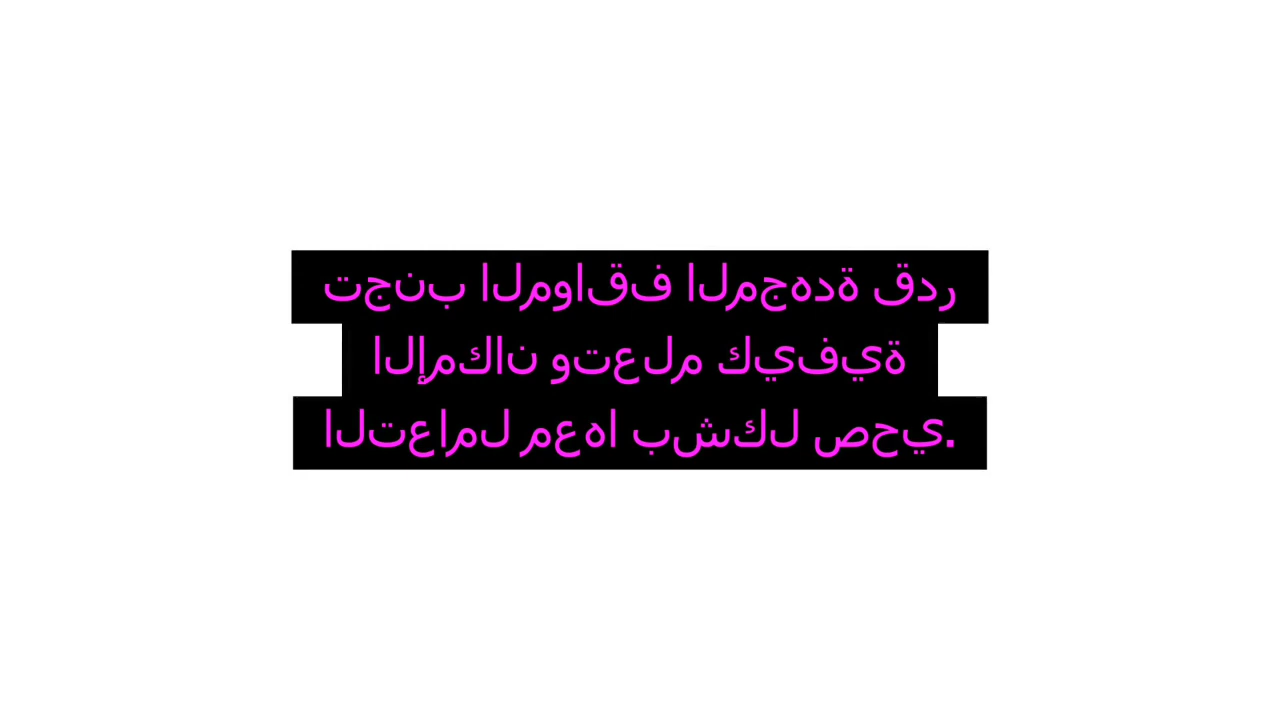 تجنب المواقف المجهدة قدر
الإمكان وتعلم كيفية
التعامل معها بشكل صحي.